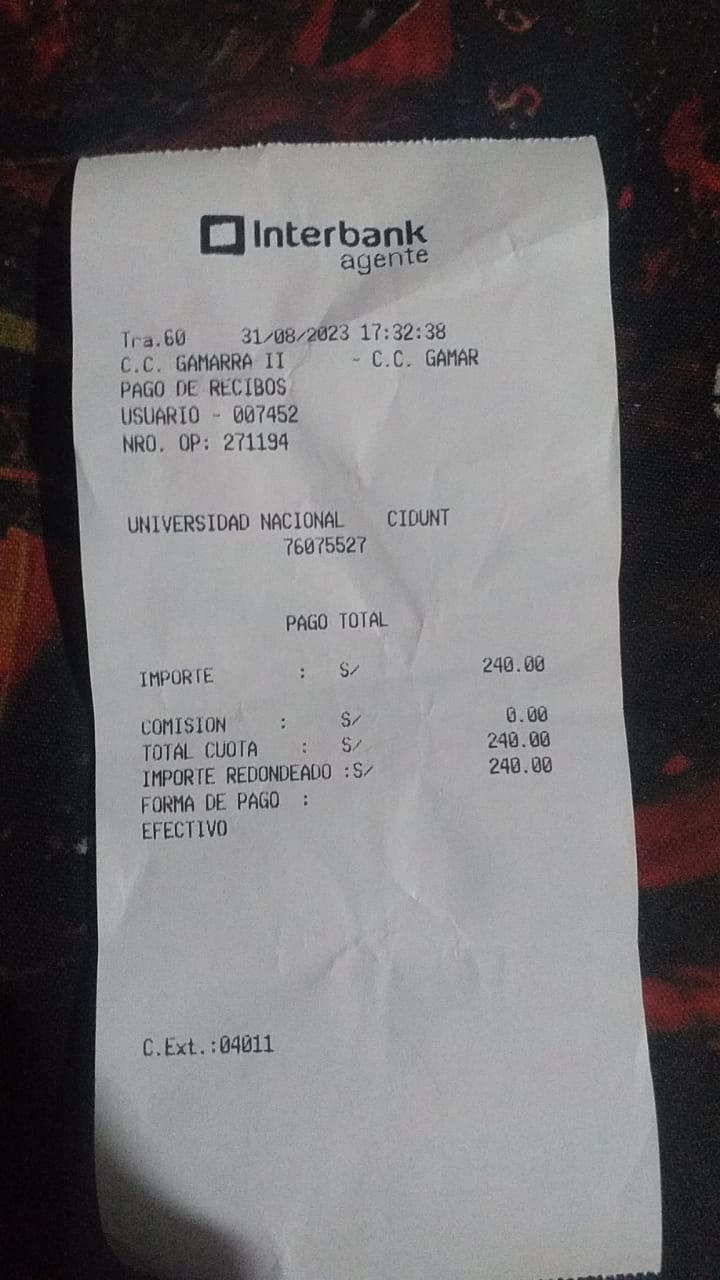 Interbank
agente
Tra.60 31/08/2023 17:32:38
C.C. GAMARRA II - C.C. GAMAR
PAGO DE RECIBOS
USUARIO - 007452
NRO. OP: 271194
UNIVERSIDAD NACIONAL CIDUNT
76075527
PAGO TOTAL
IMPORTE : S/ 240.00
COMISION : S/ 0.00
TOTAL CUOTA : S/ 240.00
IMPORTE REDONDEADO :S/ 240.00
FORMA DE PAGO :
EFECTIVO
C.Ext.:04011